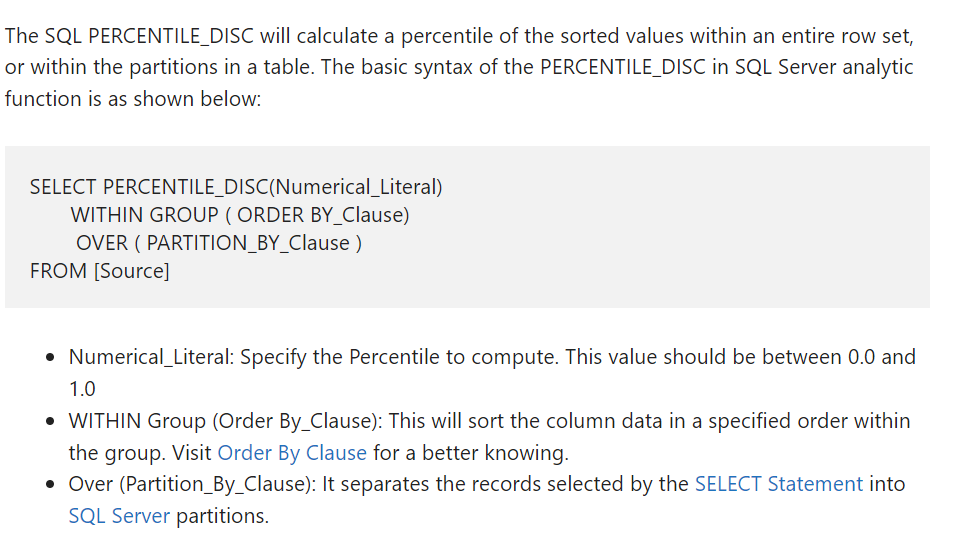 The SQL PERCENTILE_DISC will calculate a percentile of the sorted values within an entire row set,
or within the partitions in a table. The basic syntax of the PERCENTILE_DISC in SQL Server analytic
function is as shown below:
SELECT PERCENTILE_DISC(Numerical_Literal)
WITHIN GROUP ( ORDER BY_Clause)
OVER ( PARTITION_BY_Clause )
FROM [Source]
• Numerical_Literal: Specify the Percentile to compute. This value should be between 0.0 and
1.0
• WITHIN Group (Order By_Clause): This will sort the column data in a specified order within
the group. Visit Order By Clause for a better knowing.
• Over (Partition_By_Clause): It separates the records selected by the SELECT Statement into
SQL Server partitions.